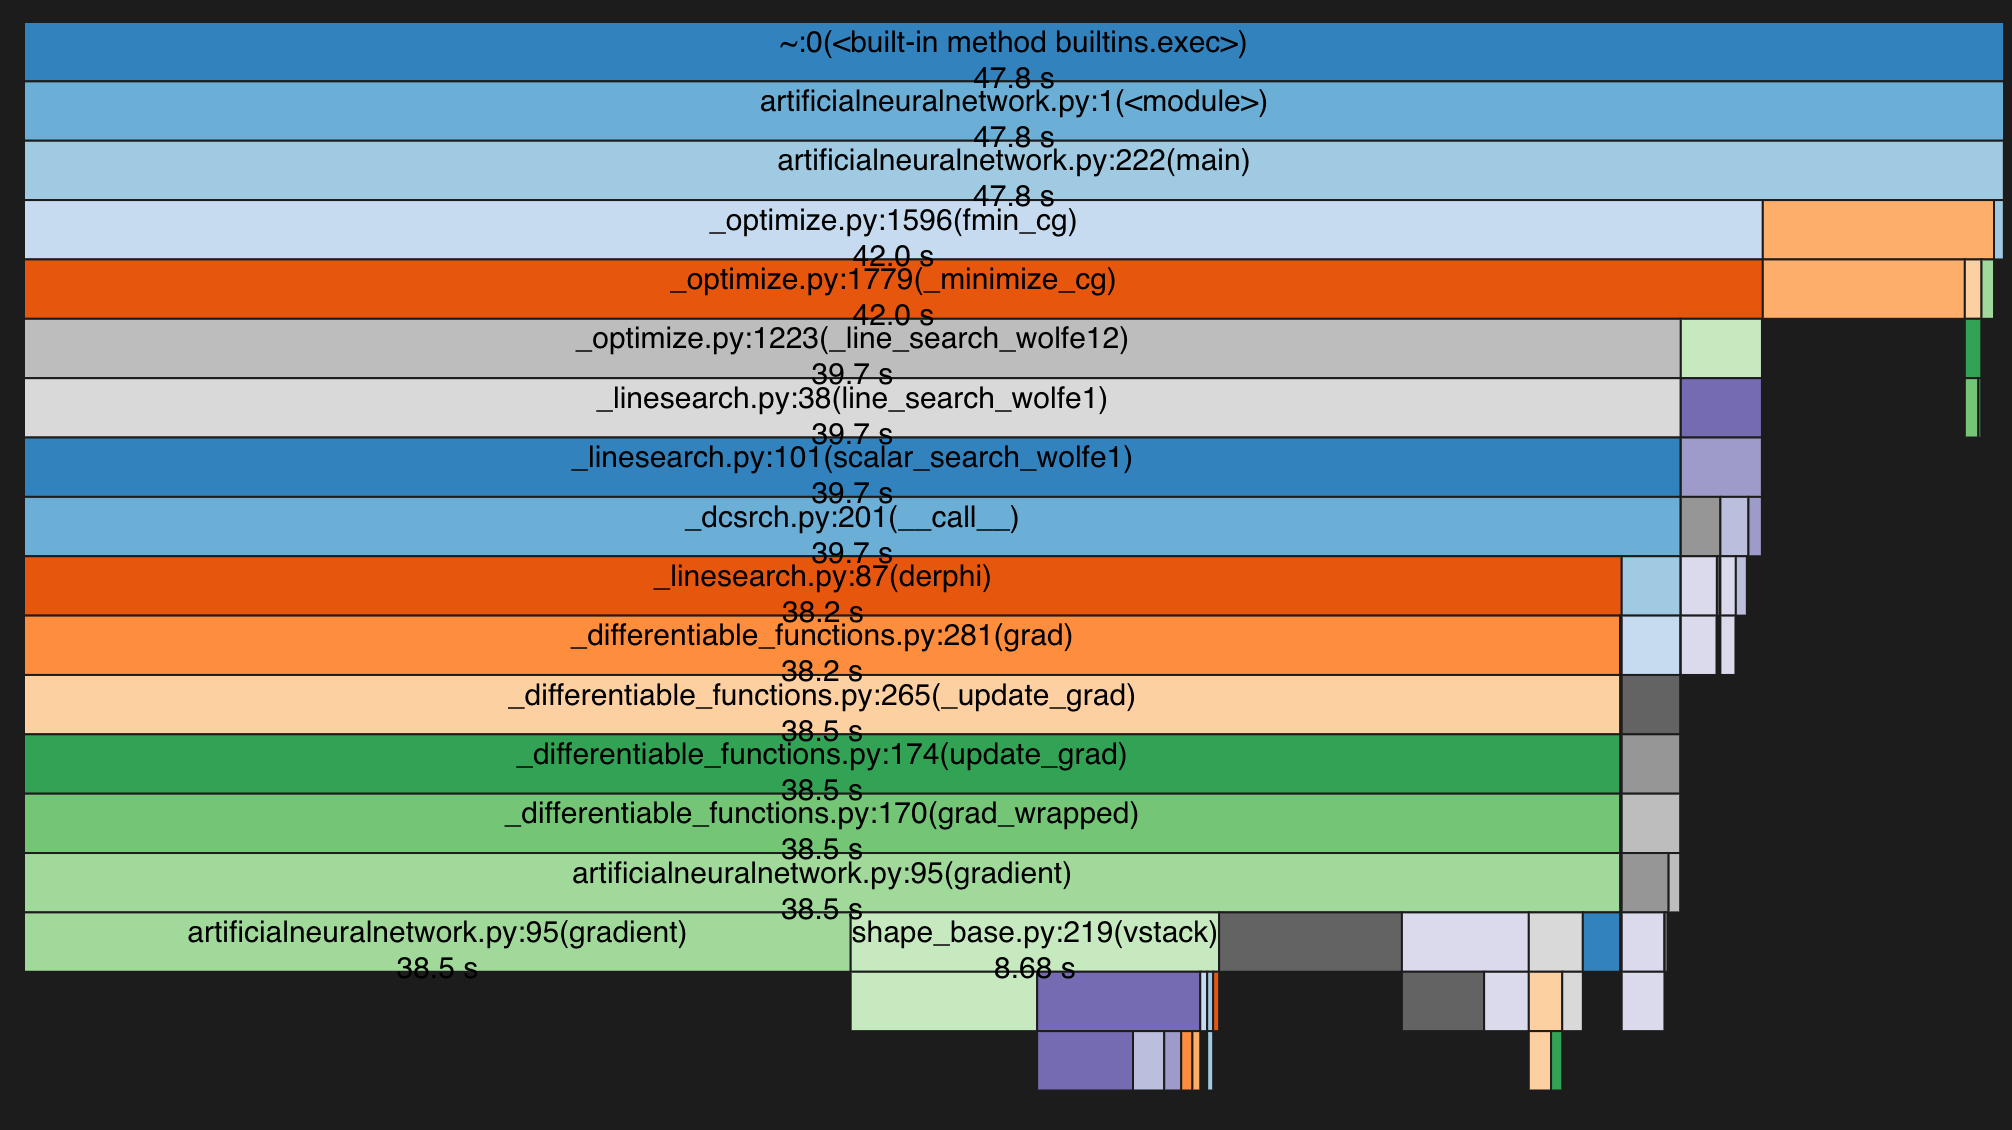 ~:0(<built-in method builtins.exec>)
47.8 s
artificialneuralnetwork.py:1(<module>)
47.8 s
artificialneuralnetwork.py:222(main)
47.8 s
_optimize.py:1596(fmin_cg)
42.0 s
_optimize.py:1779(_minimize_cg)
42.0 s
_optimize.py:1223(_line_search_wolfe12)
39.7 s
_linesearch.py:38(line_search_wolfe1)
39.7 s
_linesearch.py:101(scalar_search_wolfe1)
39.7 s
_dcsrch.py:201(__call__)
39.7 s
_linesearch.py:87(derphi)
38.2 s
_differentiable_functions.py:281(grad)
38.2 s
_differentiable_functions.py:265(_update_grad)
38.5 s
_differentiable_functions.py:174(update_grad)
38.5 s
_differentiable_functions.py:170(grad_wrapped)
38.5 s
artificialneuralnetwork.py:95(gradient)
38.5 s
artificialneuralnetwork.py:95(gradient)
38.5 s
shape_base.py:219(vstack)
8.68 s